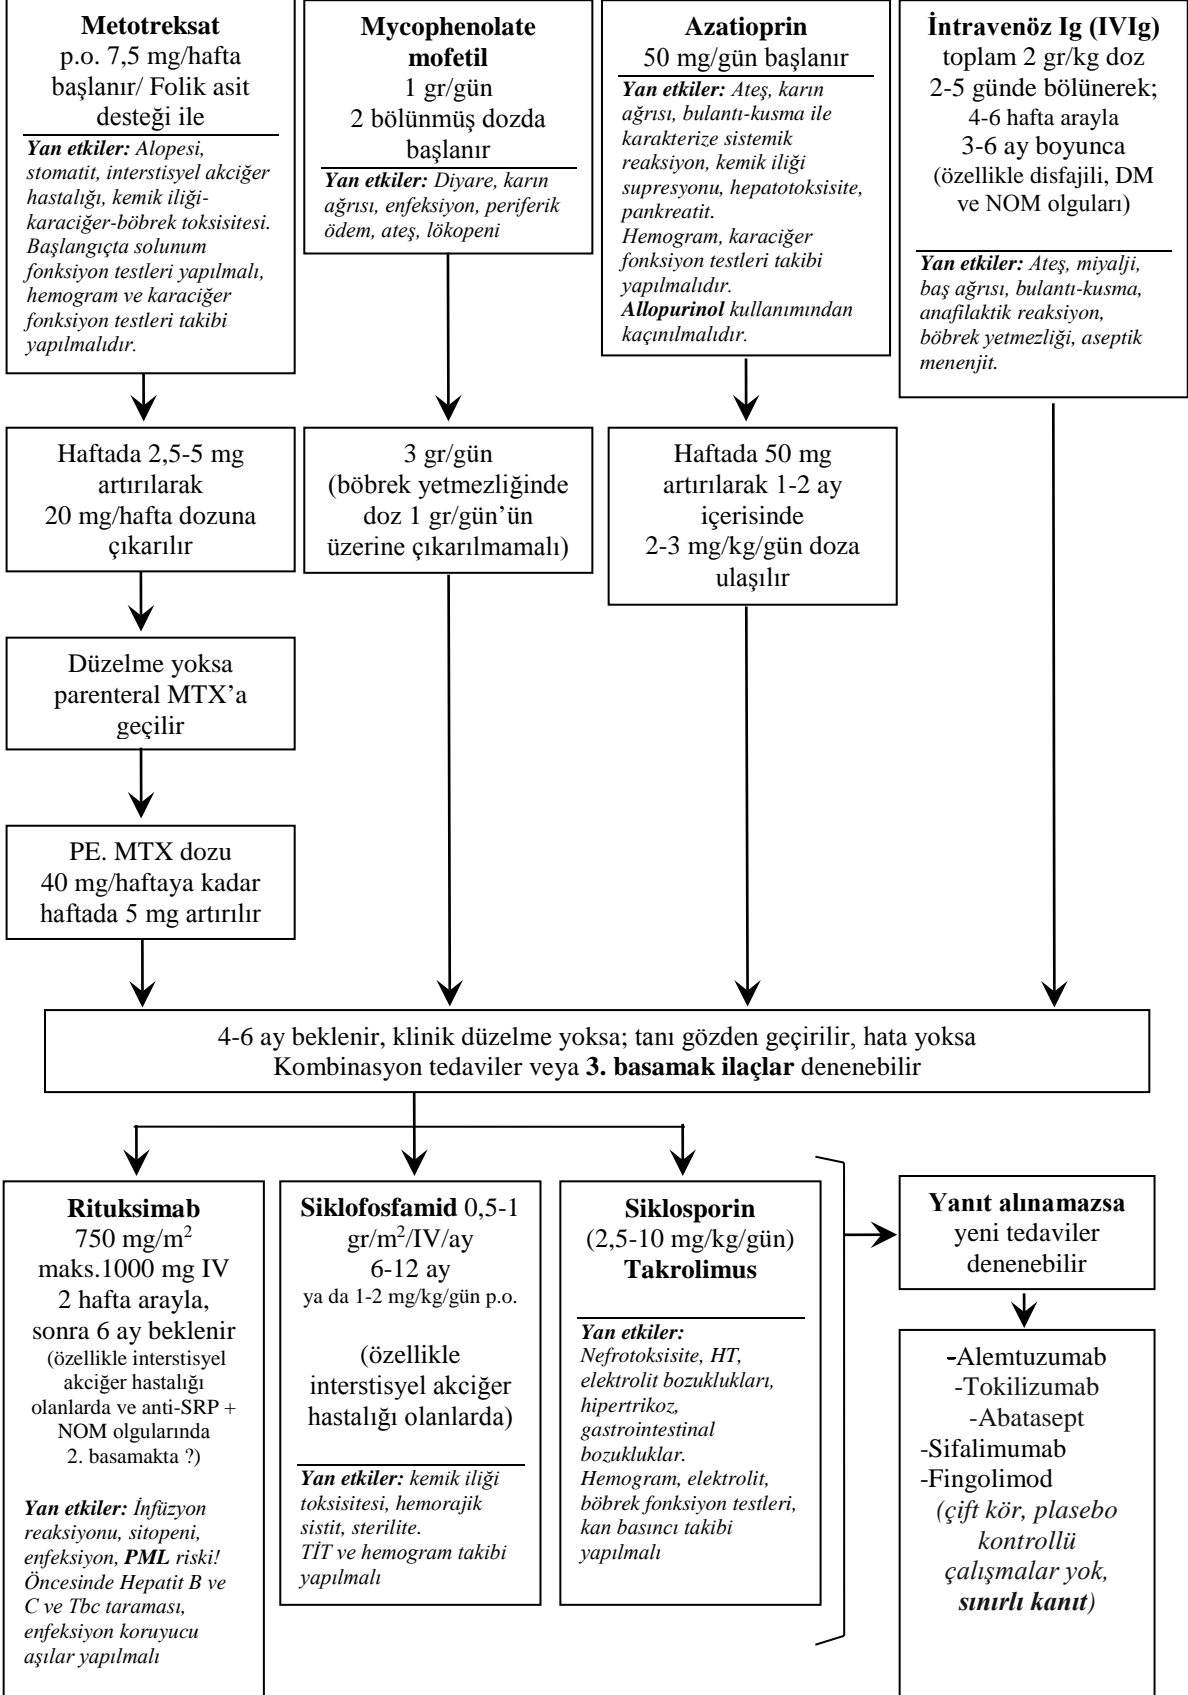 Metotreksat
p.o. 7,5 mg/hafta
başlanır/ Folik asit
desteği ile
Yan etkiler: Alopesi,
stomatit, interstisyel akciğer
hastalığı, kemik iliği-
karaciğer-böbrek toksisitesi.
Başlangıçta solunum
fonksiyon testleri yapılmalı,
hemogram ve karaciğer
fonksiyon testleri takibi
yapılmalıdır.
Mycophenolate
mofetil
1 gr/gün
2 bölünmüş dozda
başlanır
Yan etkiler: Diyare, karın
ağrısı, enfeksiyon, periferik
ödem, ateş, lökopeni
Azatioprin
50 mg/gün başlanır
Yan etkiler: Ateş, karın
ağrısı, bulantı-kusma ile
karakterize sistemik
reaksiyon, kemik iliği
supresyonu, hepatotoksisite,
pankreatit.
Hemogram, karaciğer
fonksiyon testleri takibi
yapılmalıdır.
Allopurinol kullanımından
kaçınılmalıdır.
İntravenöz Ig (IVIg)
toplam 2 gr/kg doz
2-5 günde bölünerek;
4-6 hafta arayla
3-6 ay boyunca
(özellikle disfajili, DM
ve NOM olguları)
Yan etkiler: Ateş, miyalji,
baş ağrısı, bulantı-kusma,
anafilaktik reaksiyon,
böbrek yetmezliği, aseptik
menenjit.
Haftada 2,5-5 mg
artırılarak
20 mg/hafta dozuna
çıkarılır
3 gr/gün
(böbrek yetmezliğinde
doz 1 gr/gün’ün
üzerine çıkarılmamalı)
Haftada 50 mg
artırılarak 1-2 ay
içerisinde
2-3 mg/kg/gün doza
ulaşılır
Düzelme yoksa
parenteral MTX’a
geçilir
PE. MTX dozu
40 mg/haftaya kadar
haftada 5 mg artırılır
4-6 ay beklenir, klinik düzelme yoksa; tanı gözden geçirilir, hata yoksa
Kombinasyon tedaviler veya 3. basamak ilaçlar denenebilir
Rituksimab
750 mg/m²
maks.1000 mg IV
2 hafta arayla,
sonra 6 ay beklenir
(özellikle interstisyel
akciğer hastalığı
olanlarda ve anti-SRP +
NOM olgularında
2. basamakta ?)
Yan etkiler: İnfüzyon
reaksiyonu, sitopeni,
enfeksiyon, PML riski!
Öncesinde Hepatit B ve
C ve Tbc taraması,
enfeksiyon koruyucu
aşılar yapılmalı
Siklofosfamid 0,5-1
gr/m²/IV/ay
6-12 ay
ya da 1-2 mg/kg/gün p.o.
(özellikle
interstisyel akciğer
hastalığı olanlarda)
Yan etkiler: kemik iliği
toksisitesi, hemorajik
sistit, sterilite.
TİT ve hemogram takibi
yapılmalı
Siklosporin
(2,5-10 mg/kg/gün)
Takrolimus
Yan etkiler:
Nefrotoksisite, HT,
elektrolit bozuklukları,
hipertrikoz,
gastrointestinal
bozukluklar.
Hemogram, elektrolit,
böbrek fonksiyon testleri,
kan basıncı takibi
yapılmalı
Yanıt alınamazsa
yeni tedaviler
denenebilir
-Alemtuzumab
-Tokilizumab
-Abatasept
-Sifalimumab
-Fingolimod
(çift kör, plasebo
kontrollü
çalışmalar yok,
sınırlı kanıt)